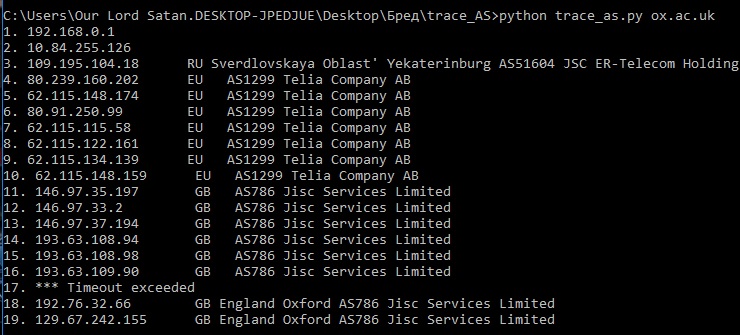 C:\Users\Our Lord Satan.DESKTOP-JPEDJUE\Desktop\Бред\trace_AS>python trace_as.py ox.ac.uk
1. 192.168.0.1
2. 10.84.255.126
3. 109.195.104.18 RU Sverdlovskaya Oblast' Yekaterinburg AS51604 JSC ER-Telecom Holding
4. 80.239.160.202 EU AS1299 Telia Company AB
5. 62.115.148.174 EU AS1299 Telia Company AB
6. 80.91.250.99 EU AS1299 Telia Company AB
7. 62.115.115.58 EU AS1299 Telia Company AB
8. 62.115.122.161 EU AS1299 Telia Company AB
9. 62.115.134.139 EU AS1299 Telia Company AB
10. 62.115.148.159 EU AS1299 Telia Company AB
11. 146.97.35.197 GB AS786 Jisc Services Limited
12. 146.97.33.2 GB AS786 Jisc Services Limited
13. 146.97.37.194 GB AS786 Jisc Services Limited
14. 193.63.108.94 GB AS786 Jisc Services Limited
15. 193.63.108.98 GB AS786 Jisc Services Limited
16. 193.63.109.90 GB AS786 Jisc Services Limited
17. *** Timeout exceeded
18. 192.76.32.66 GB England Oxford AS786 Jisc Services Limited
19. 129.67.242.155 GB England Oxford AS786 Jisc Services Limited